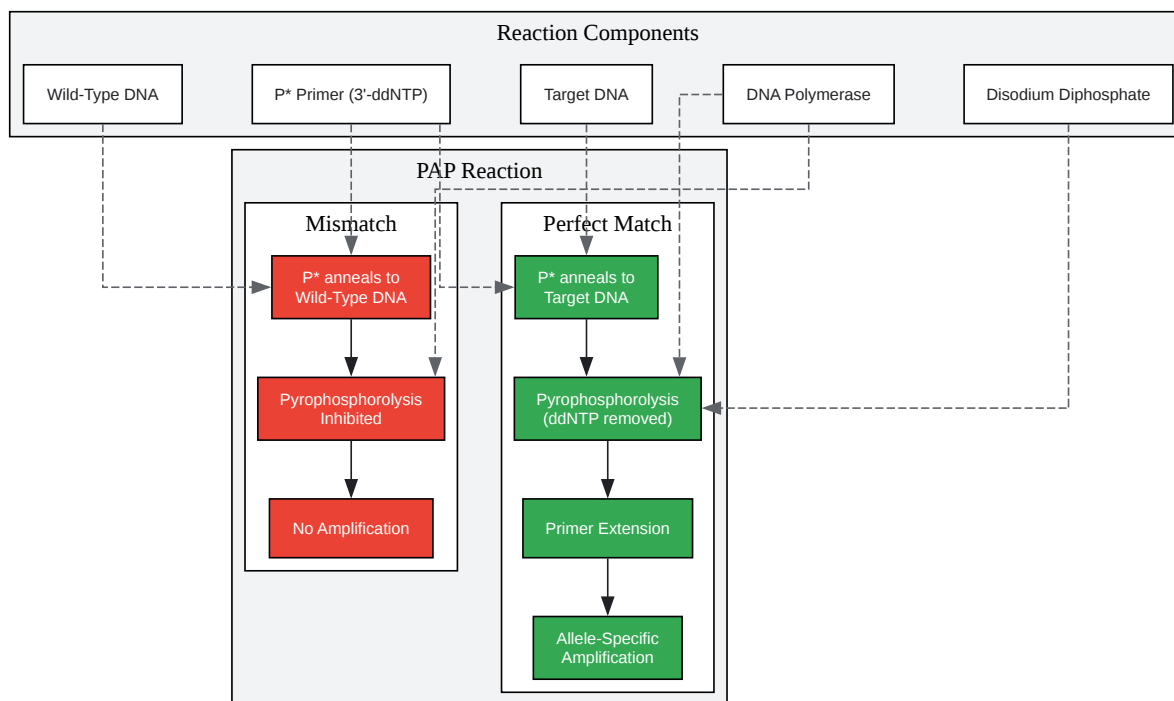 Reaction Components
Wild-Type DNA
P* Primer (3'-ddNTP)
Target DNA
DNA Polymerase
Disodium Diphosphate
PAP Reaction
Mismatch
P* anneals to
Wild-Type DNA
Pyrophosphorolysis
Inhibited
No Amplification
Perfect Match
P* anneals to
Target DNA
Pyrophosphorolysis
(ddNTP removed)
Primer Extension
Allele-Specific
Amplification